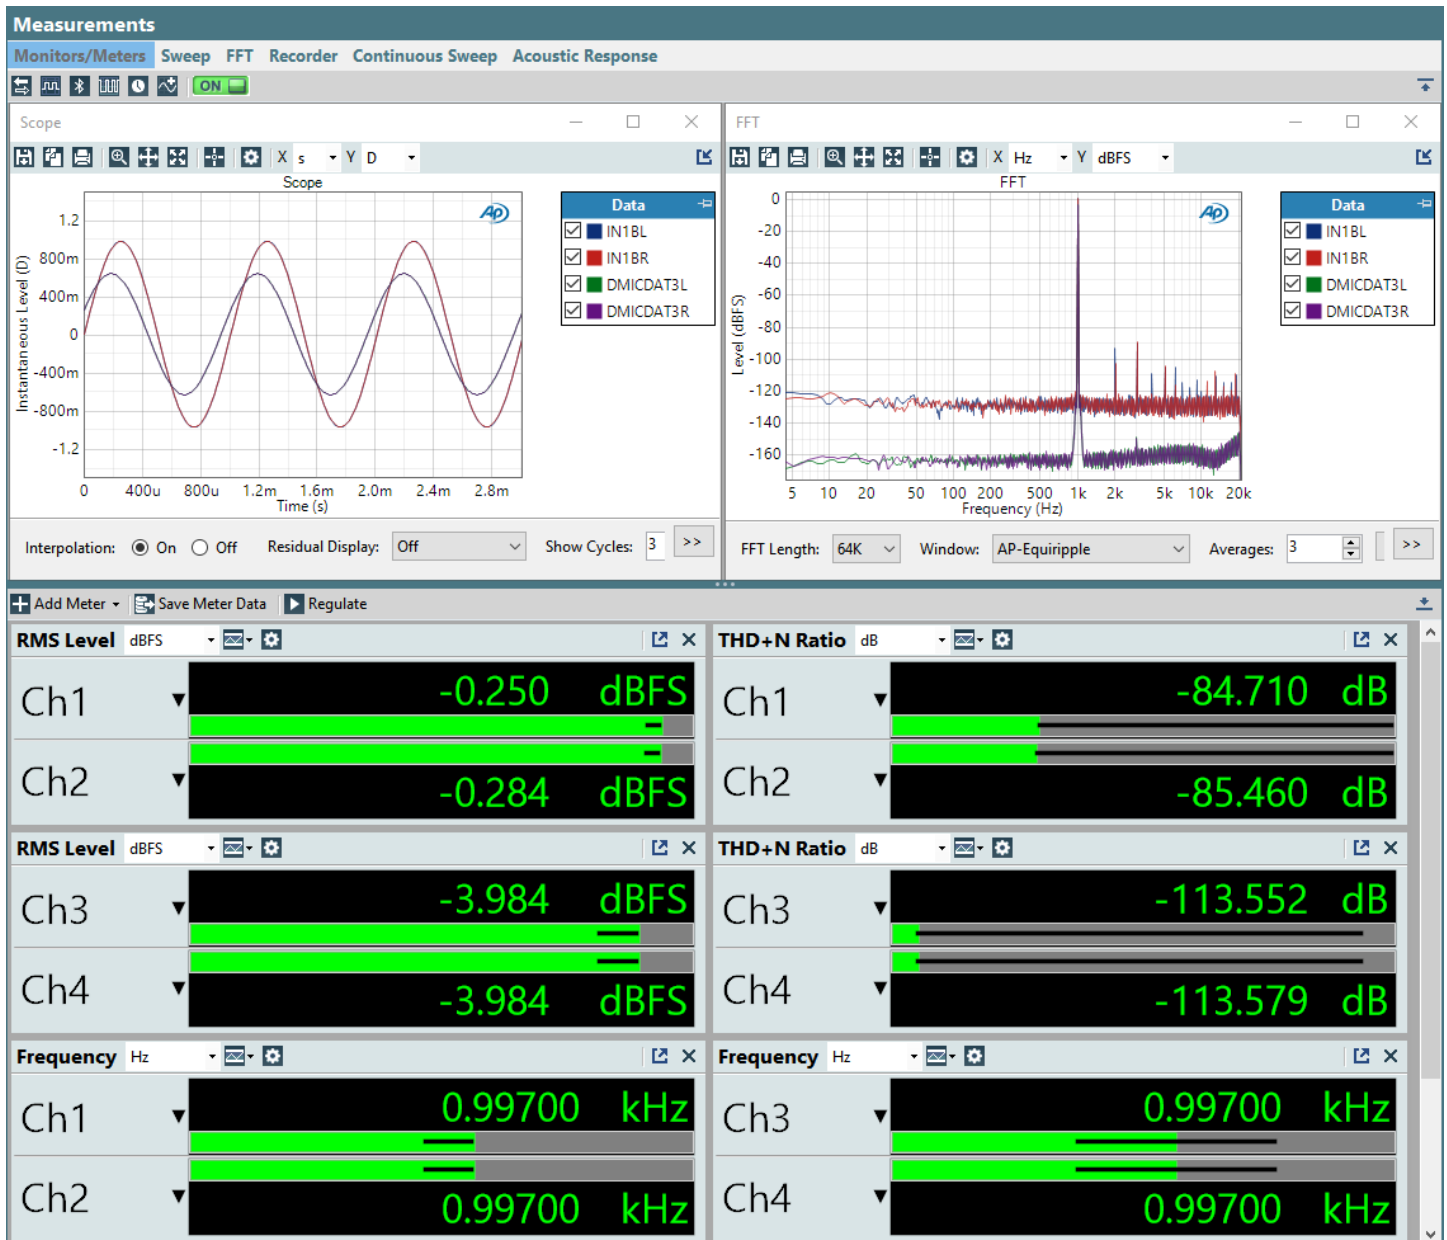 Measurements
Monitors/Meters Sweep FFT Recorder Continuous Sweep Acoustic Response
ON
Scope
X s Y D
Scope
AP
1.2
800m
400m
0
-400m
-800m
-1.2
Instantaneous Level (D)
0 400u 800u 1.2m 1.6m 2.0m 2.4m 2.8m
Time (s)
Data
IN1BL
IN1BR
DMICDAT3L
DMICDAT3R
Interpolation: On Off Residual Display: Off Show Cycles: 3 >>
FFT
X Hz Y dBFS
FFT
AP
0
-20
-40
-60
-80
-100
-120
-140
-160
Level (dBFS)
5 10 20 50 100 200 500 1k 2k 5k 10k 20k
Frequency (Hz)
Data
IN1BL
IN1BR
DMICDAT3L
DMICDAT3R
FFT Length: 64K Window: AP-Equiripple Averages: 3 >>
Add Meter Save Meter Data Regulate
RMS Level dBFS
Ch1 -0.250 dBFS
Ch2 -0.284 dBFS
THD+N Ratio dB
Ch1 -84.710 dB
Ch2 -85.460 dB
RMS Level dBFS
Ch3 -3.984 dBFS
Ch4 -3.984 dBFS
THD+N Ratio dB
Ch3 -113.552 dB
Ch4 -113.579 dB
Frequency Hz
Ch1 0.99700 kHz
Ch2 0.99700 kHz
Frequency Hz
Ch3 0.99700 kHz
Ch4 0.99700 kHz